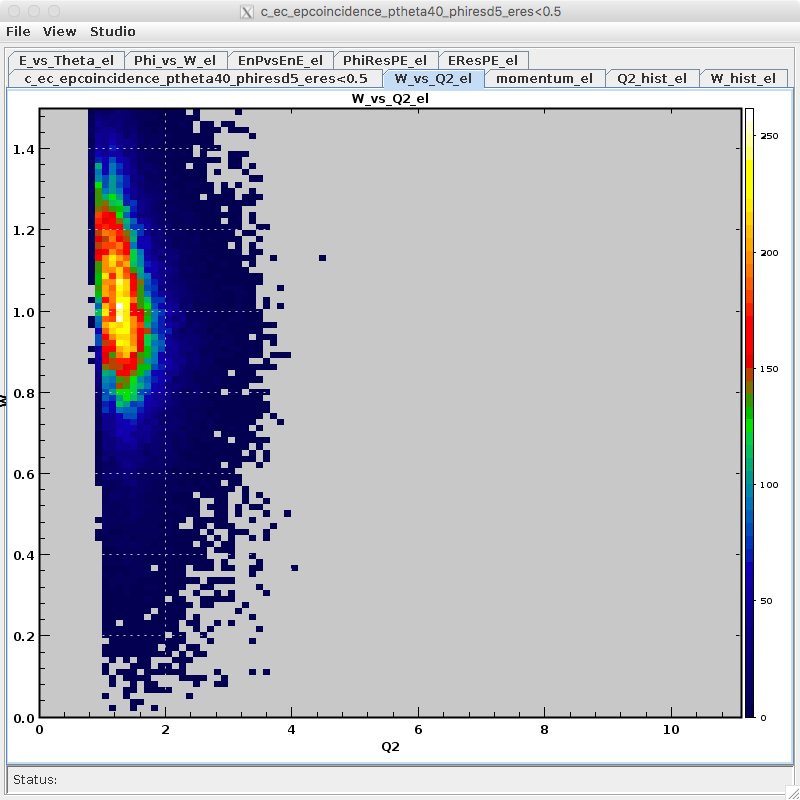 c_ec_epcoincidence_ptheta40_phiresd5_eres<0.5
File View Studio
E_vs_Theta_el Phi_vs_W_el EnPvsEnE_el PhiResPE_el EResPE_el
c_ec_epcoincidence_ptheta40_phiresd5_eres<0.5 W_vs_Q2_el momentum_el Q2_hist_el W_hist_el
W_vs_Q2_el
250
1.4
1.2
200
1.0
150
0.8
W
0.6
100
0.4
50
0.2
0.0
0
0 2 4 6 8 10
Q2
Status: